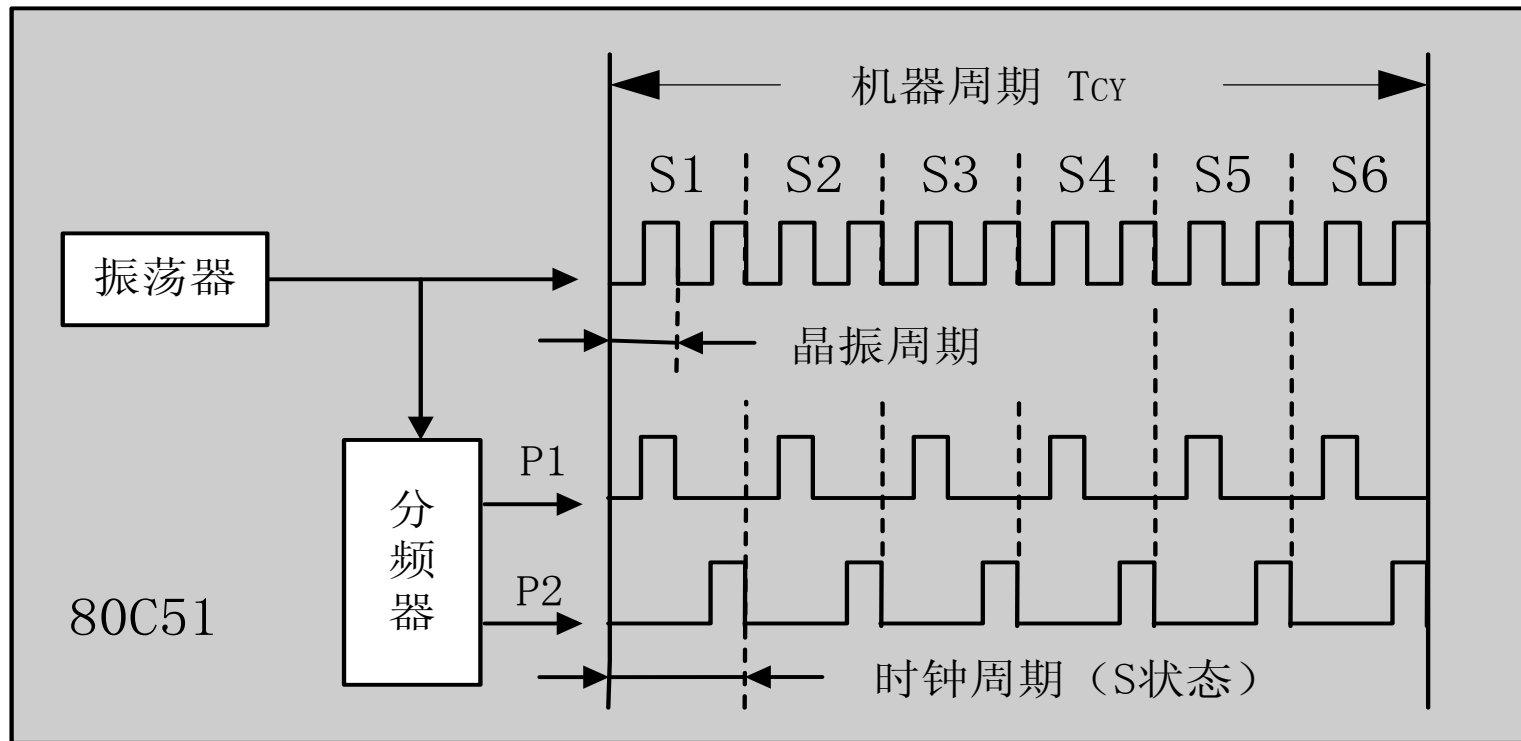 机器周期 TCY
S1 S2 S3 S4 S5 S6
振荡器
晶振周期
P1
分频器
P2
80C51
时钟周期（S状态）